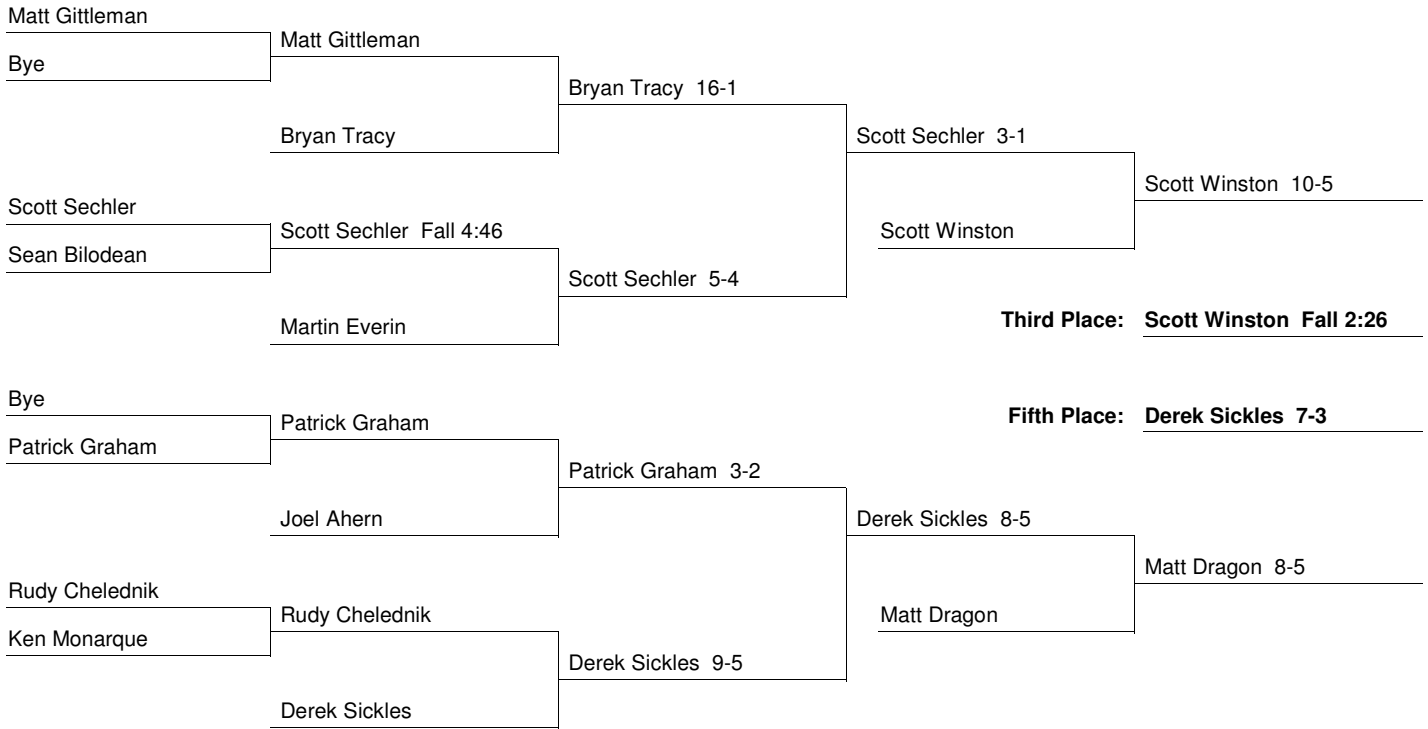 Matt Gittleman
Matt Gittleman
Bye
Bryan Tracy 16-1
Bryan Tracy
Scott Sechler 3-1
Scott Winston 10-5
Scott Sechler
Scott Sechler Fall 4:46
Scott Winston
Sean Bilodean
Scott Sechler 5-4
Martin Everin
Third Place: Scott Winston Fall 2:26
Bye
Patrick Graham
Fifth Place: Derek Sickles 7-3
Patrick Graham
Patrick Graham 3-2
Joel Ahern
Derek Sickles 8-5
Matt Dragon 8-5
Rudy Chelednik
Rudy Chelednik
Matt Dragon
Ken Monarque
Derek Sickles 9-5
Derek Sickles